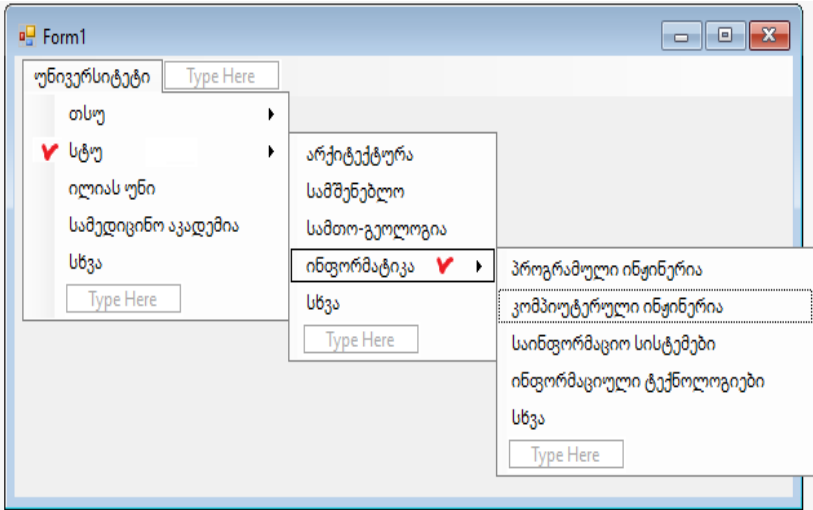 Form1
უნივერსიტეტი Type Here
თსუ
სტუ
ილიას უნი
სამედიცინო აკადემია
სხვა
Type Here
არქიტექტურა
სამშენებლო
სამთო-გეოლოგია
ინფორმატიკა
სხვა
Type Here
პროგრამული ინჟინერია
კომპიუტერული ინჟინერია
საინფორმაციო სისტემები
ინფორმაციული ტექნოლოგიები
სხვა
Type Here